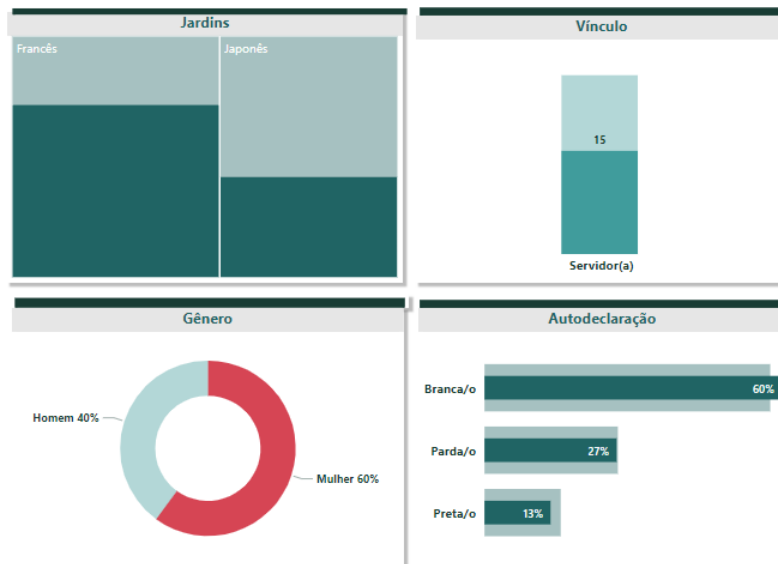 Jardins
Francês
Japonês
Vínculo
15
Servidor(a)
Gênero
Homem 40%
Mulher 60%
Autodeclaração
Branca/o
60%
Parda/o
27%
Preta/o
13%